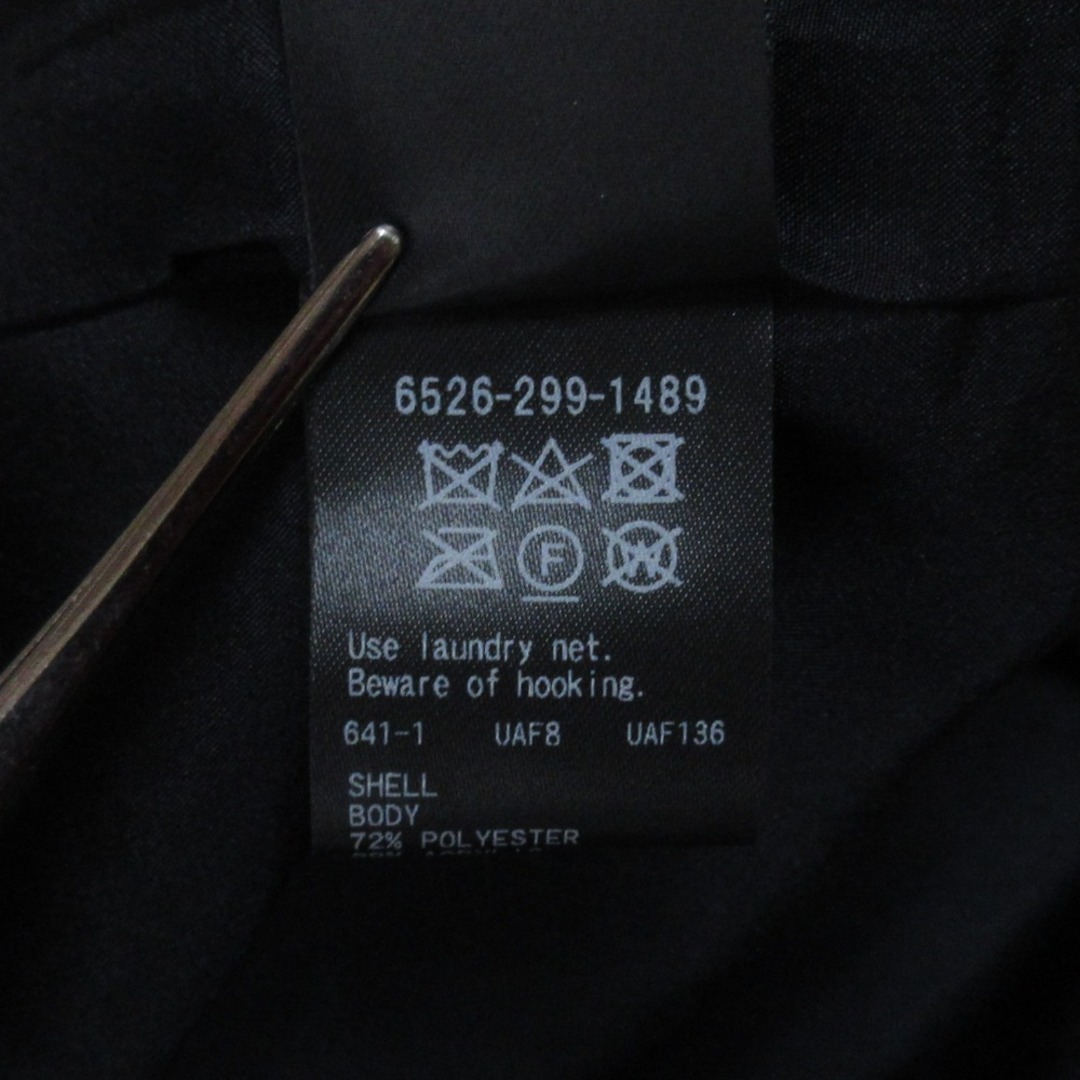 6526-299-1489
F
W
Use laundry net.
Beware of hooking.
641-1 UAF8 UAF136
SHELL
BODY
72% POLYESTER